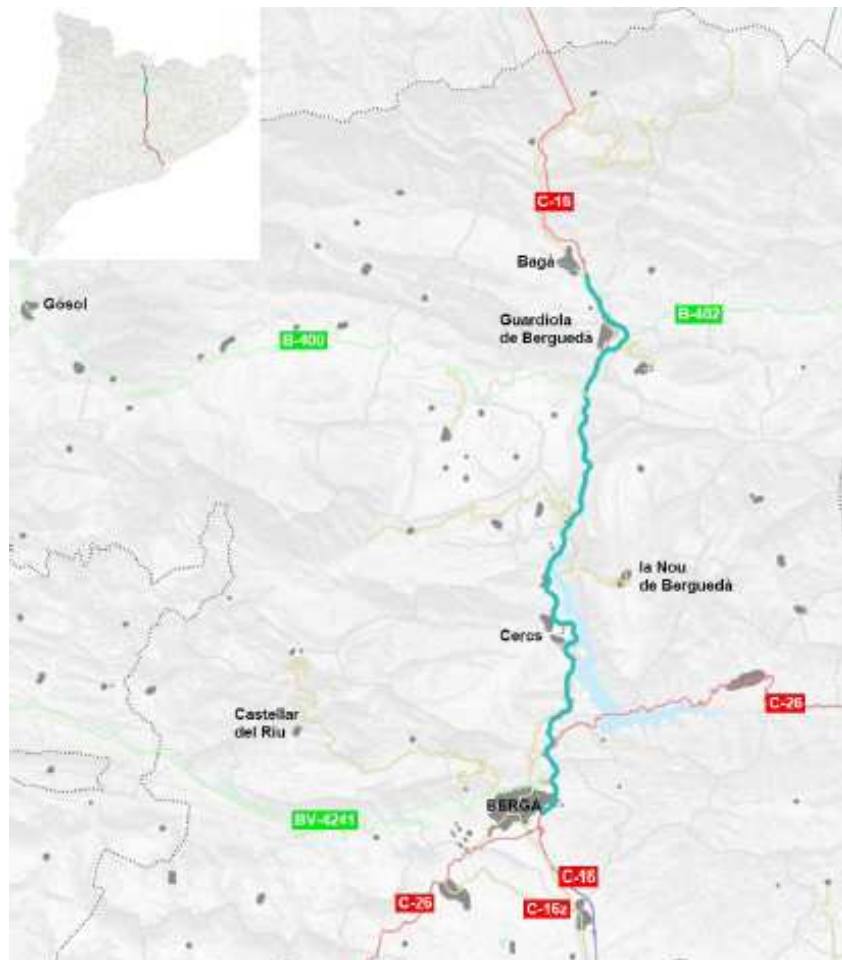 C-16
Bagà
Gósol
B-402
Guardiola
de Berguedà
B-400
la Nou
de Berguedà
Cercs
C-26
Castellar
del Riu
BERGA
BV-4241
C-16
C-26
C-16z